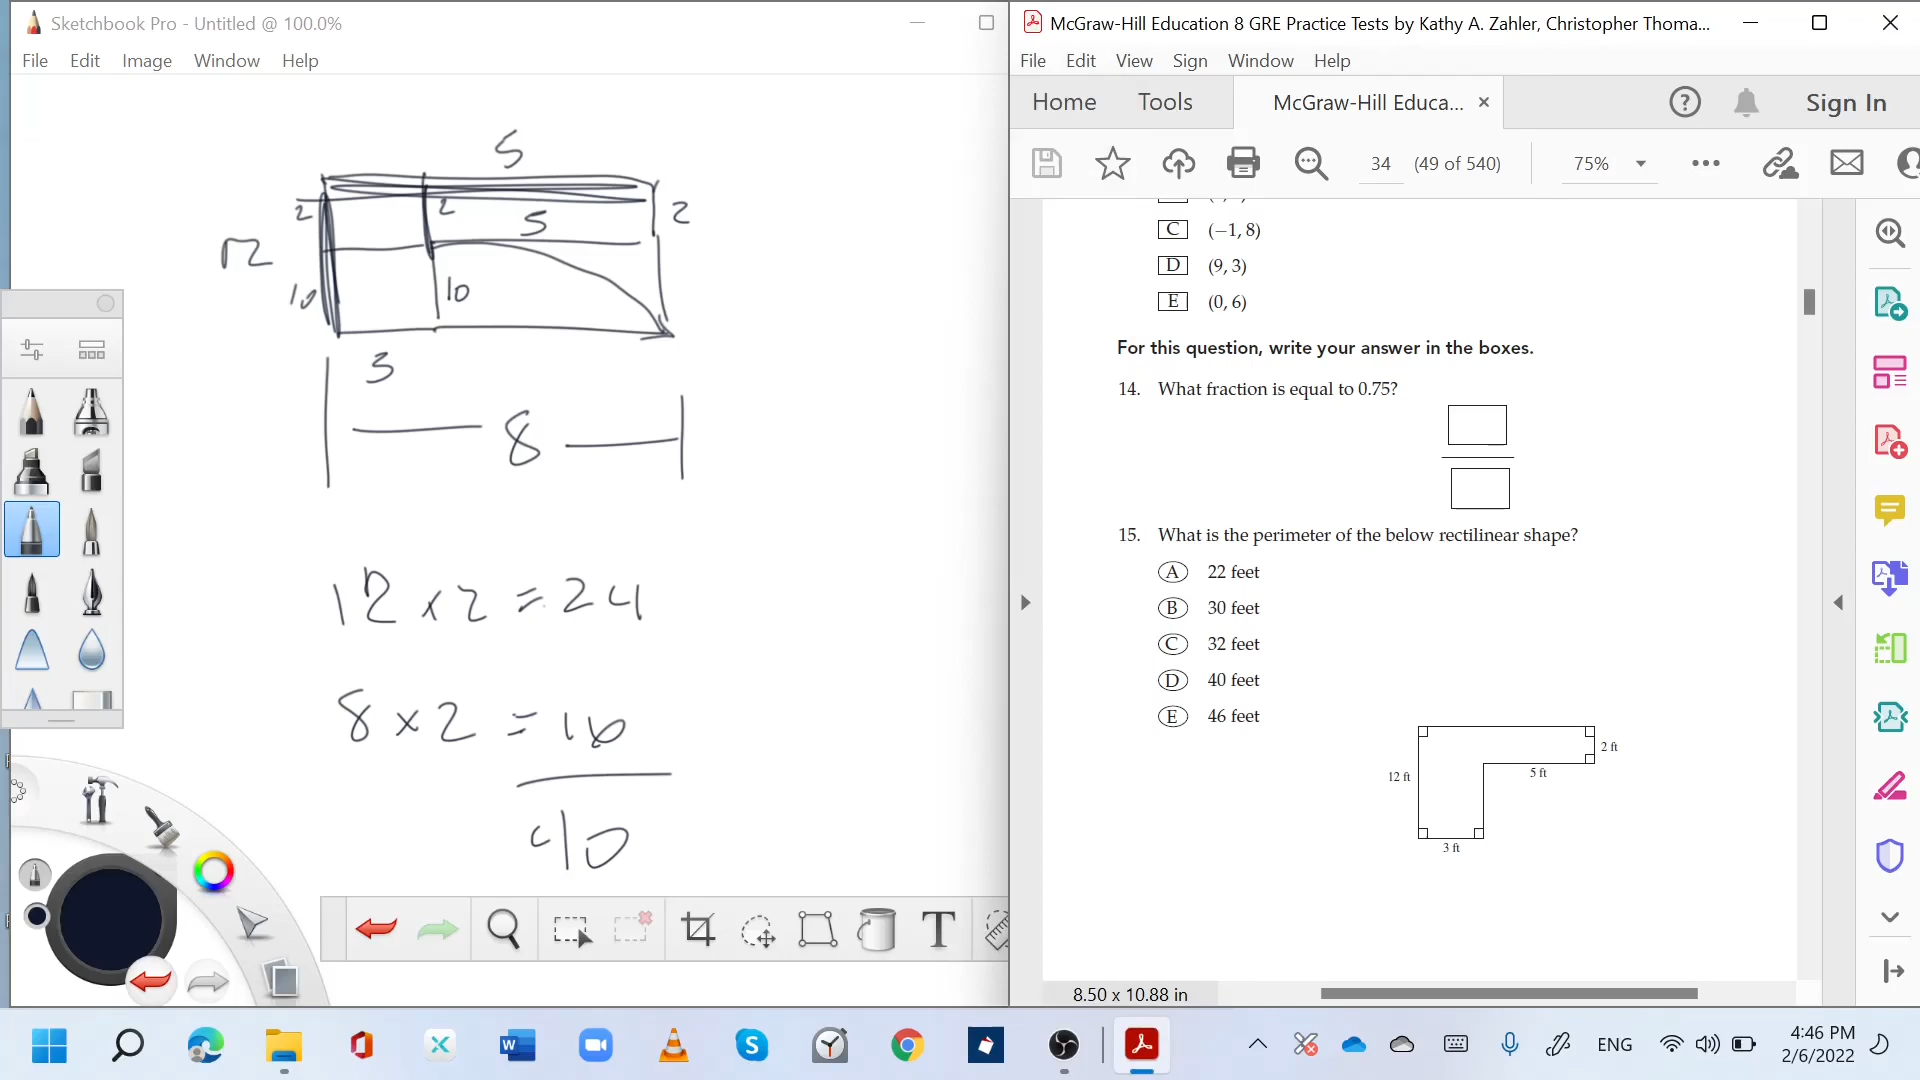 Sketchbook Pro - Untitled @ 100.0%
File Edit Image Window Help
5
2 2 5 2
12
10 10
3
8
12 x 2 = 24
8 x 2 = 16
40
T
McGraw-Hill Education 8 GRE Practice Tests by Kathy A. Zahler, Christopher Thoma...
File Edit View Sign Window Help
Home Tools McGraw-Hill Educa... × ? Sign In
34 (49 of 540) 75%
C (−1, 8)
D (9, 3)
E (0, 6)
For this question, write your answer in the boxes.
14. What fraction is equal to 0.75?
15. What is the perimeter of the below rectilinear shape?
A 22 feet
B 30 feet
C 32 feet
D 40 feet
E 46 feet
2 ft
12 ft
5 ft
3 ft
8.50 x 10.88 in
ENG
4:46 PM
2/6/2022